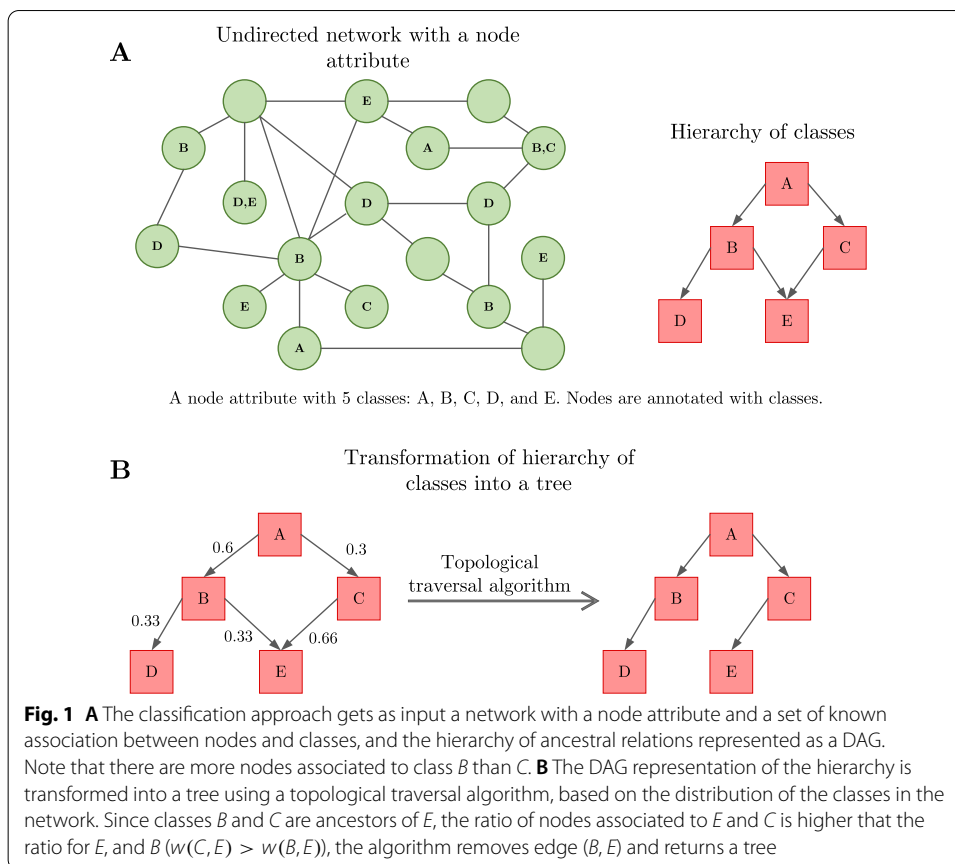 A
Undirected network with a node
attribute
E
B
A
B,C
D,E
D
D
D
B
E
E
C
B
A
Hierarchy of classes
A
B
C
D
E
A node attribute with 5 classes: A, B, C, D, and E. Nodes are annotated with classes.
B
Transformation of hierarchy of
classes into a tree
A
0.6
0.3
B
C
0.33
0.33
0.66
D
E
Topological
traversal algorithm
A
B
C
D
E
Fig. 1 A The classification approach gets as input a network with a node attribute and a set of known
association between nodes and classes, and the hierarchy of ancestral relations represented as a DAG.
Note that there are more nodes associated to class B than C. B The DAG representation of the hierarchy is
transformed into a tree using a topological traversal algorithm, based on the distribution of the classes in the
network. Since classes B and C are ancestors of E, the ratio of nodes associated to E and C is higher that the
ratio for E, and B (w(C, E) > w(B, E)), the algorithm removes edge (B, E) and returns a tree